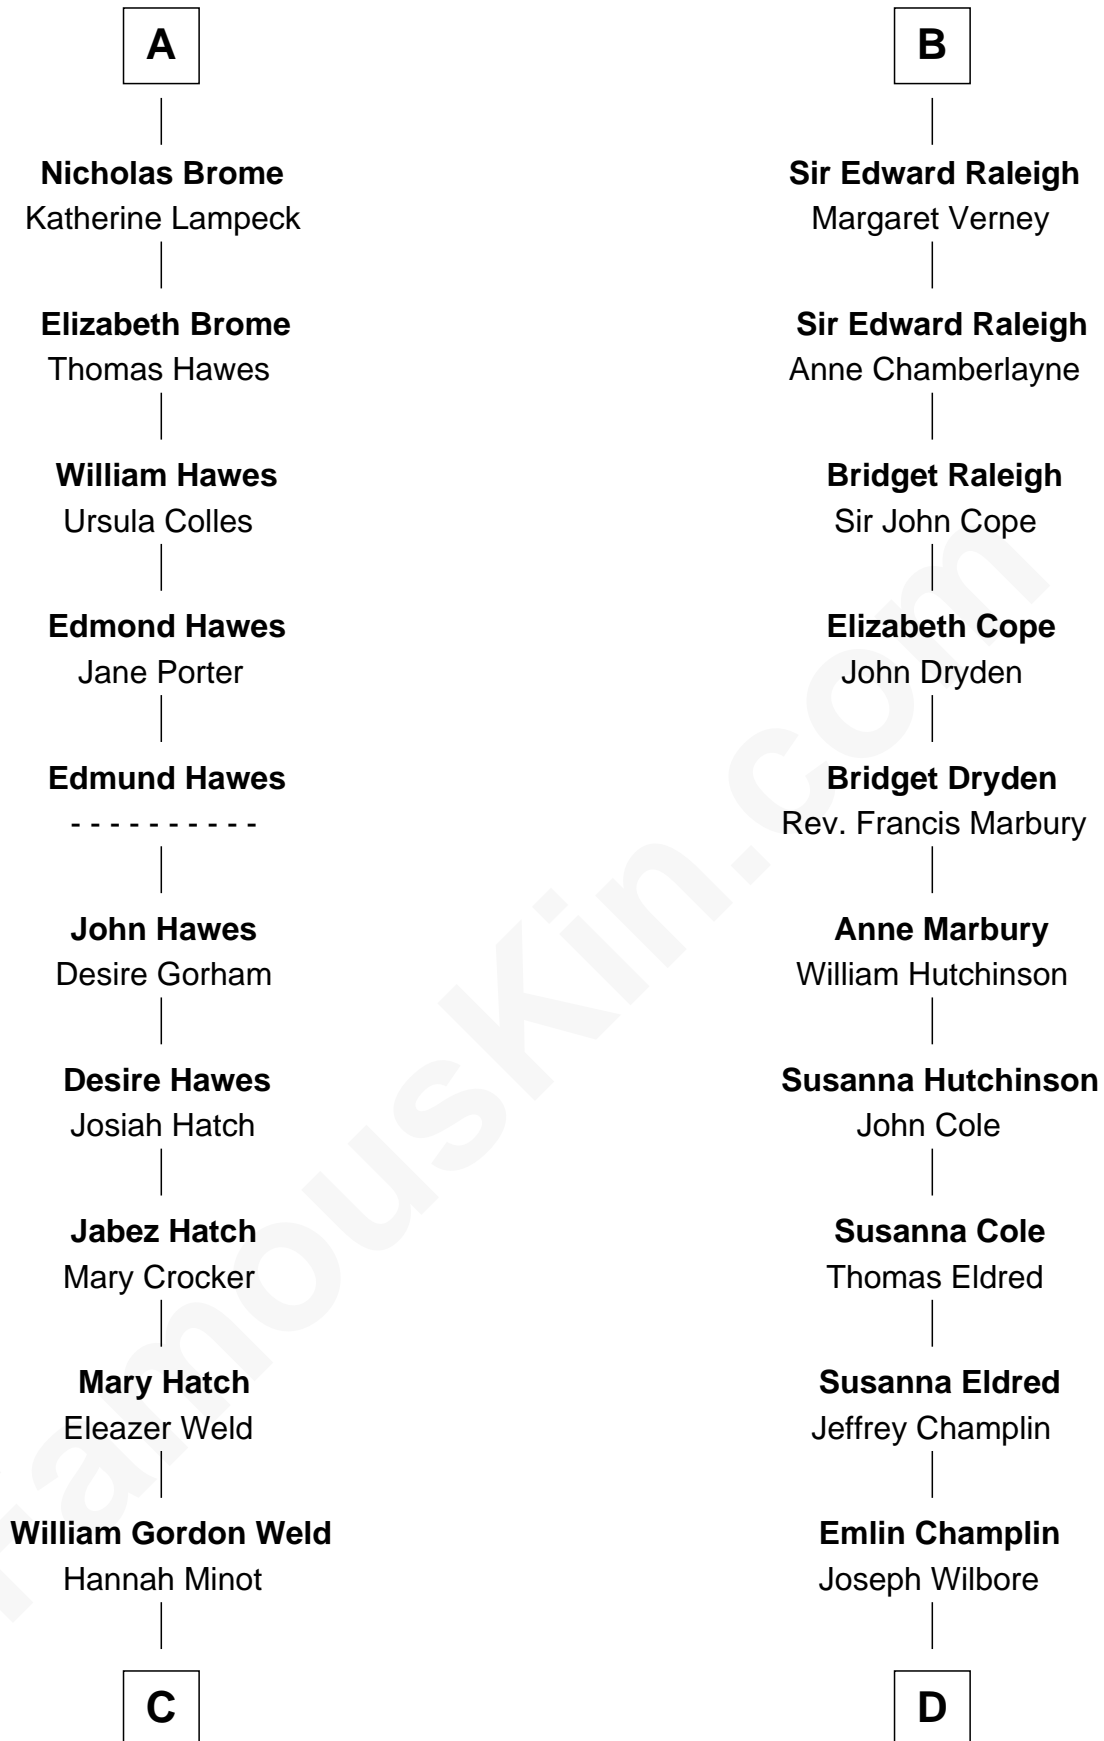 A
Nicholas Brome
Katherine Lampeck
Elizabeth Brome
Thomas Hawes
William Hawes
Ursula Colles
Edmond Hawes
Jane Porter
Edmund Hawes
- - - - - - - - - -
John Hawes
Desire Gorham
Desire Hawes
Josiah Hatch
Jabez Hatch
Mary Crocker
Mary Hatch
Eleazer Weld
William Gordon Weld
Hannah Minot
C
B
Sir Edward Raleigh
Margaret Verney
Sir Edward Raleigh
Anne Chamberlayne
Bridget Raleigh
Sir John Cope
Elizabeth Cope
John Dryden
Bridget Dryden
Rev. Francis Marbury
Anne Marbury
William Hutchinson
Susanna Hutchinson
John Cole
Susanna Cole
Thomas Eldred
Susanna Eldred
Jeffrey Champlin
Emlin Champlin
Joseph Wilbore
D
FamousKin.com